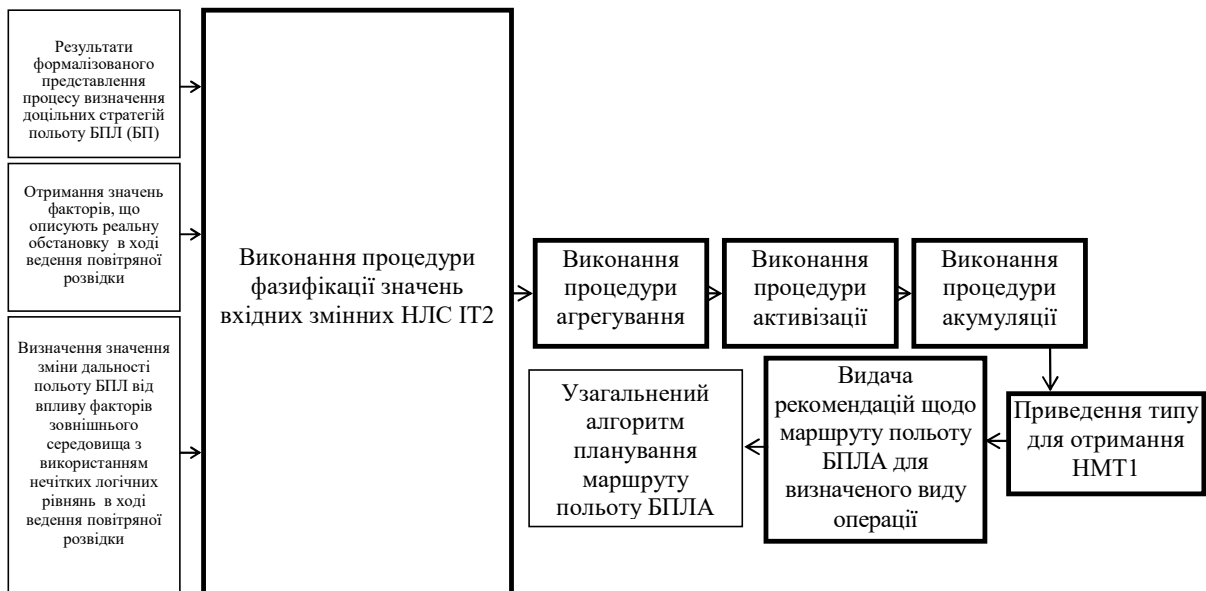 Результати
формалізованого
представлення
процесу визначення
доцільних стратегій
польоту БПЛ (БП)
Отримання значень
факторів, що
описують реальну
обстановку в ході
ведення повітряної
розвідки
Визначення значення
зміни дальності
польоту БПЛ від
впливу факторів
зовнішнього
середовища з
використанням
нечітких логічних
рівнянь в ході
ведення повітряної
розвідки
Виконання процедури
фазифікації значень
вхідних змінних НЛС ІТ2
Виконання
процедури
агрегування
Виконання
процедури
активізації
Виконання
процедури
акумуляції
Приведення типу
для отримання
НМТ1
Видача
рекомендацій щодо
маршруту польоту
БПЛА для
визначеного виду
операції
Узагальнений
алгоритм
планування
маршруту
польоту БПЛА